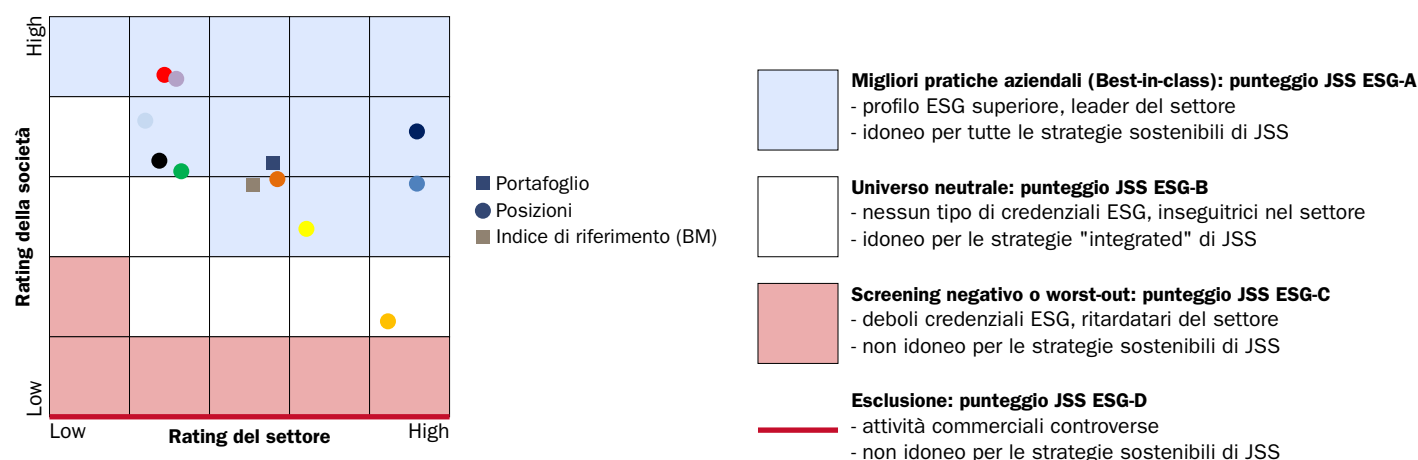 High
Rating della società
Low
Low
Rating del settore
High
Portafoglio
Posizioni
Indice di riferimento (BM)
Migliori pratiche aziendali (Best-in-class): punteggio JSS ESG-A
- profilo ESG superiore, leader del settore
- idoneo per tutte le strategie sostenibili di JSS
Universo neutrale: punteggio JSS ESG-B
- nessun tipo di credenziali ESG, inseguitrici nel settore
- idoneo per le strategie "integrated" di JSS
Screening negativo o worst-out: punteggio JSS ESG-C
- deboli credenziali ESG, ritardatari del settore
- non idoneo per le strategie sostenibili di JSS
Esclusione: punteggio JSS ESG-D
- attività commerciali controverse
- non idoneo per le strategie sostenibili di JSS